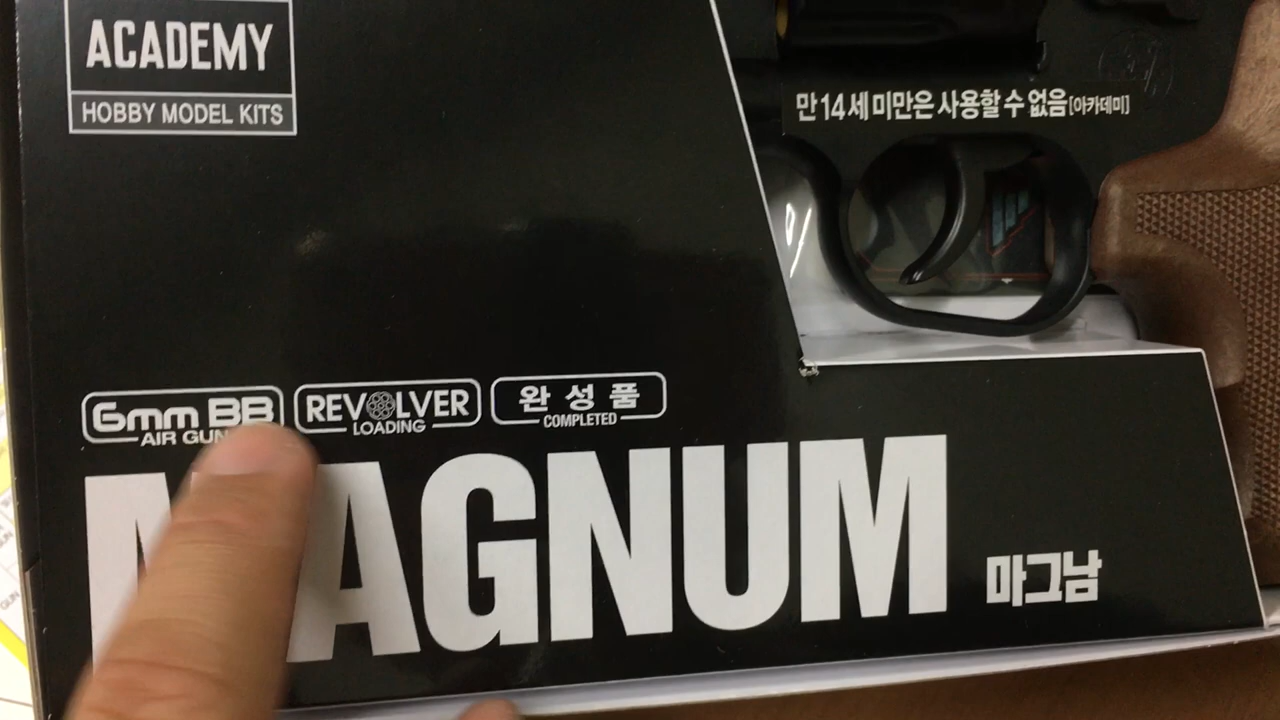 ACADEMY
HOBBY MODEL KITS
만 14세 미만은 사용할 수 없음[아카데미]
6mm BB
AIR GUN
REVOLVER
LOADING
완성품
COMPLETED
MAGNUM
마그남